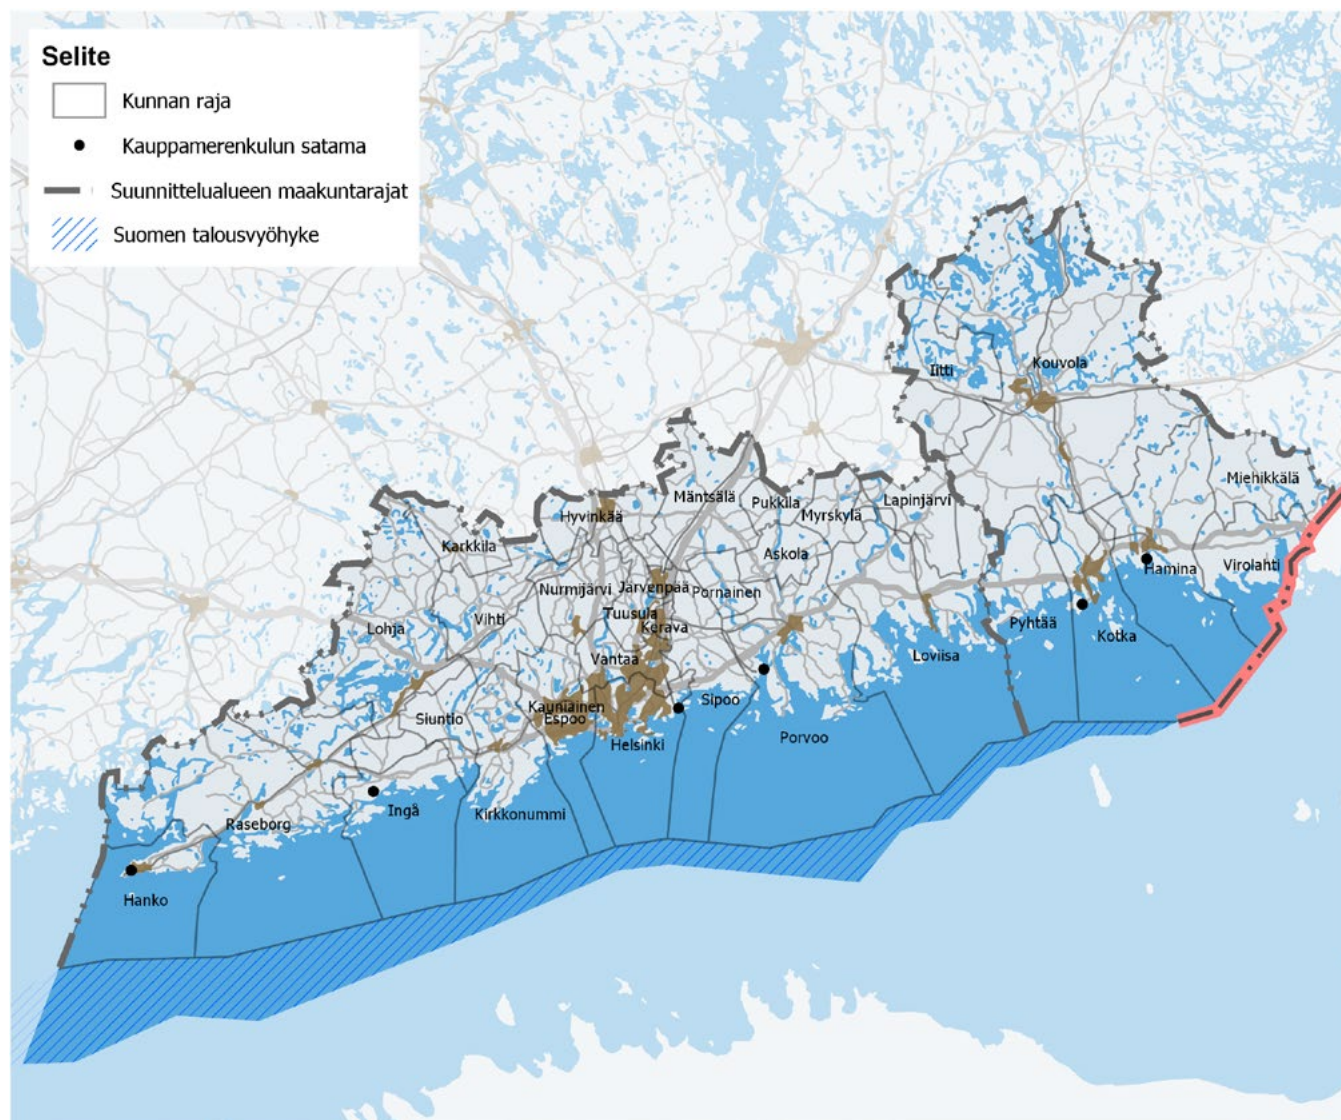 Selite
Kunnan raja
Kauppamerenkulun satama
Suunnittelualueen maakuntarajat
Suomen talousvyöhyke
Iitti
Kouvola
Miehikkälä
Mäntsälä
Pukkila
Lapinjärvi
Myrskylä
Hyvinkää
Karkkila
Askola
Hamina
Virolahti
Nurmijärvi
Järvenpää
Pornainen
Tuusula
Vihti
Lohja
Kerava
Pyhtää
Kotka
Loviisa
Vantaa
Sipoo
Kauniainen
Siuntio
Espoo
Helsinki
Porvoo
Ingå
Kirkkonummi
Raseborg
Hanko